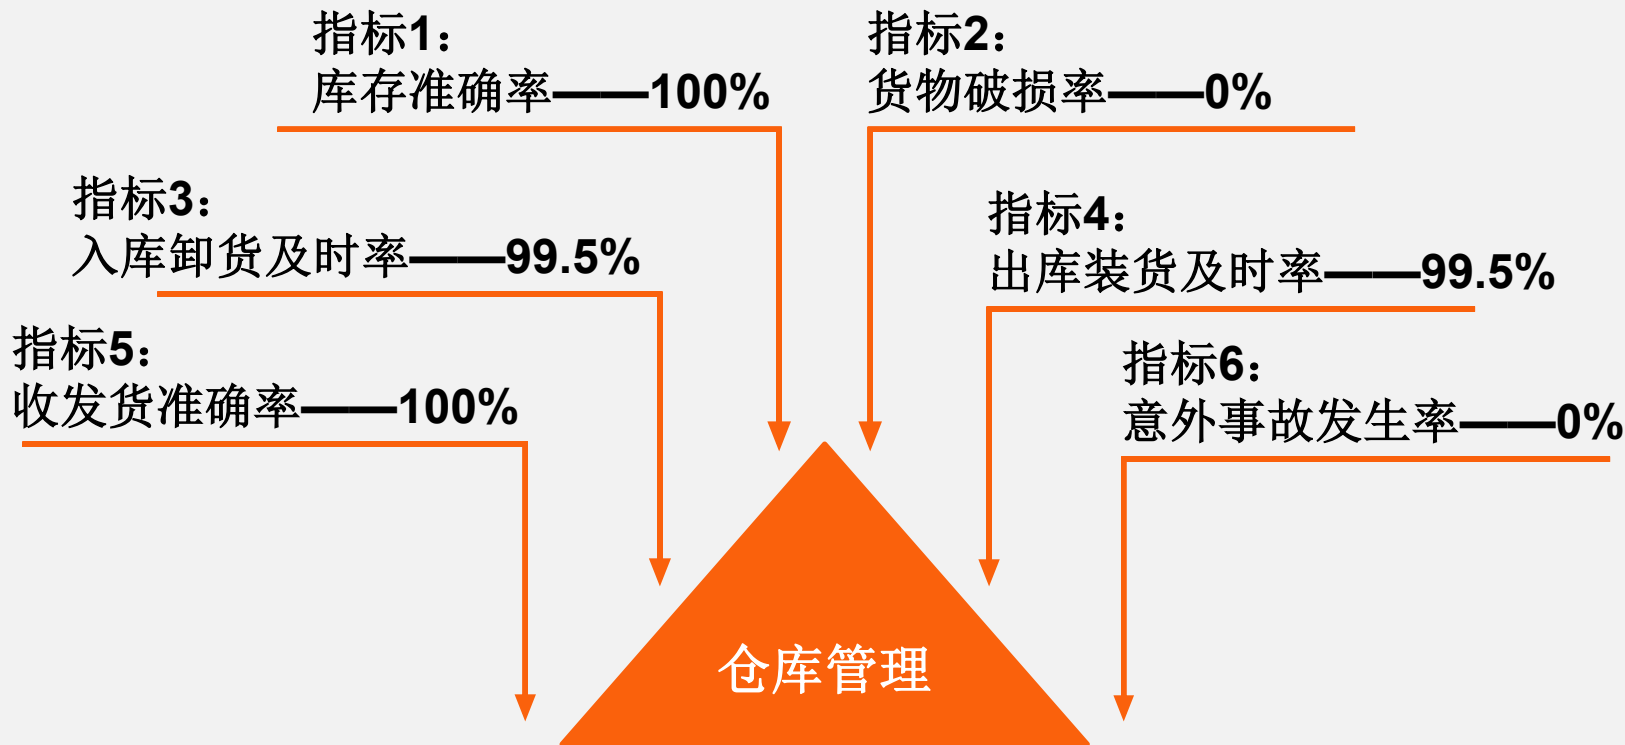 指标1：
库存准确率——100%
指标2：
货物破损率——0%
指标3：
入库卸货及时率——99.5%
指标4：
出库装货及时率——99.5%
指标5：
收发货准确率——100%
指标6：
意外事故发生率——0%
仓库管理